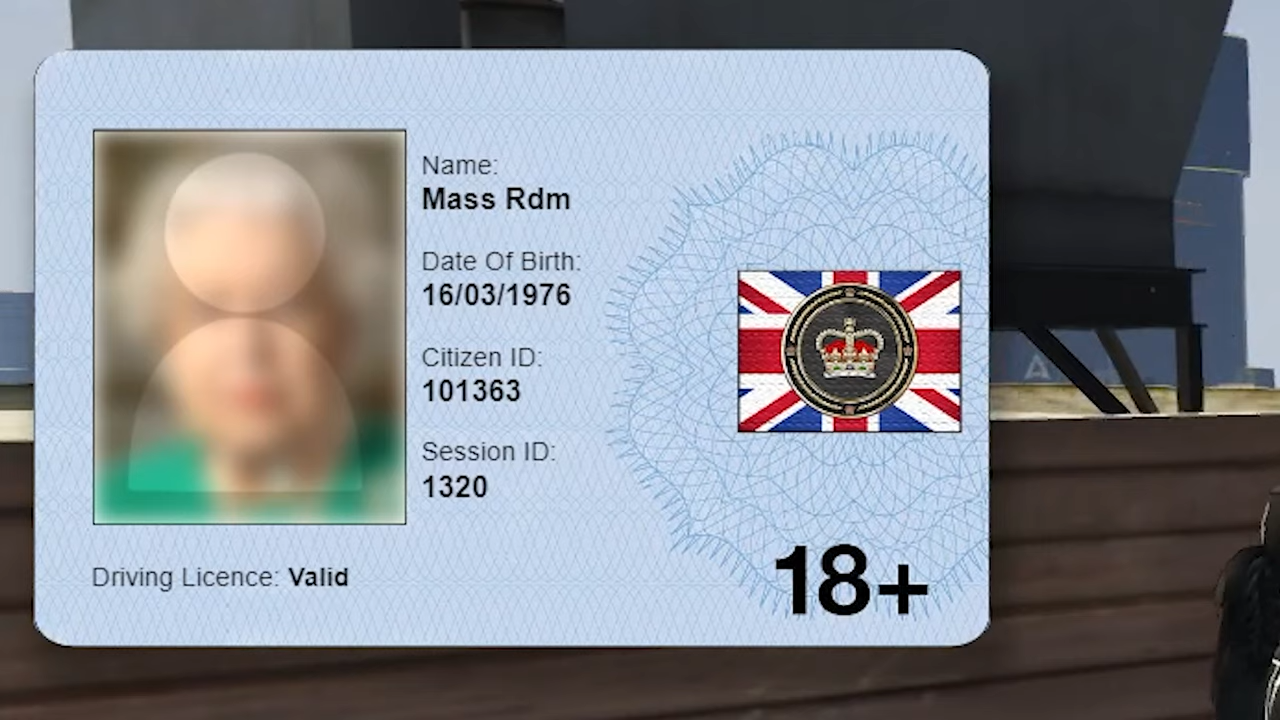 Name:
Mass Rdm
Date Of Birth:
16/03/1976
Citizen ID:
101363
Session ID:
1320
Driving Licence: Valid
18+